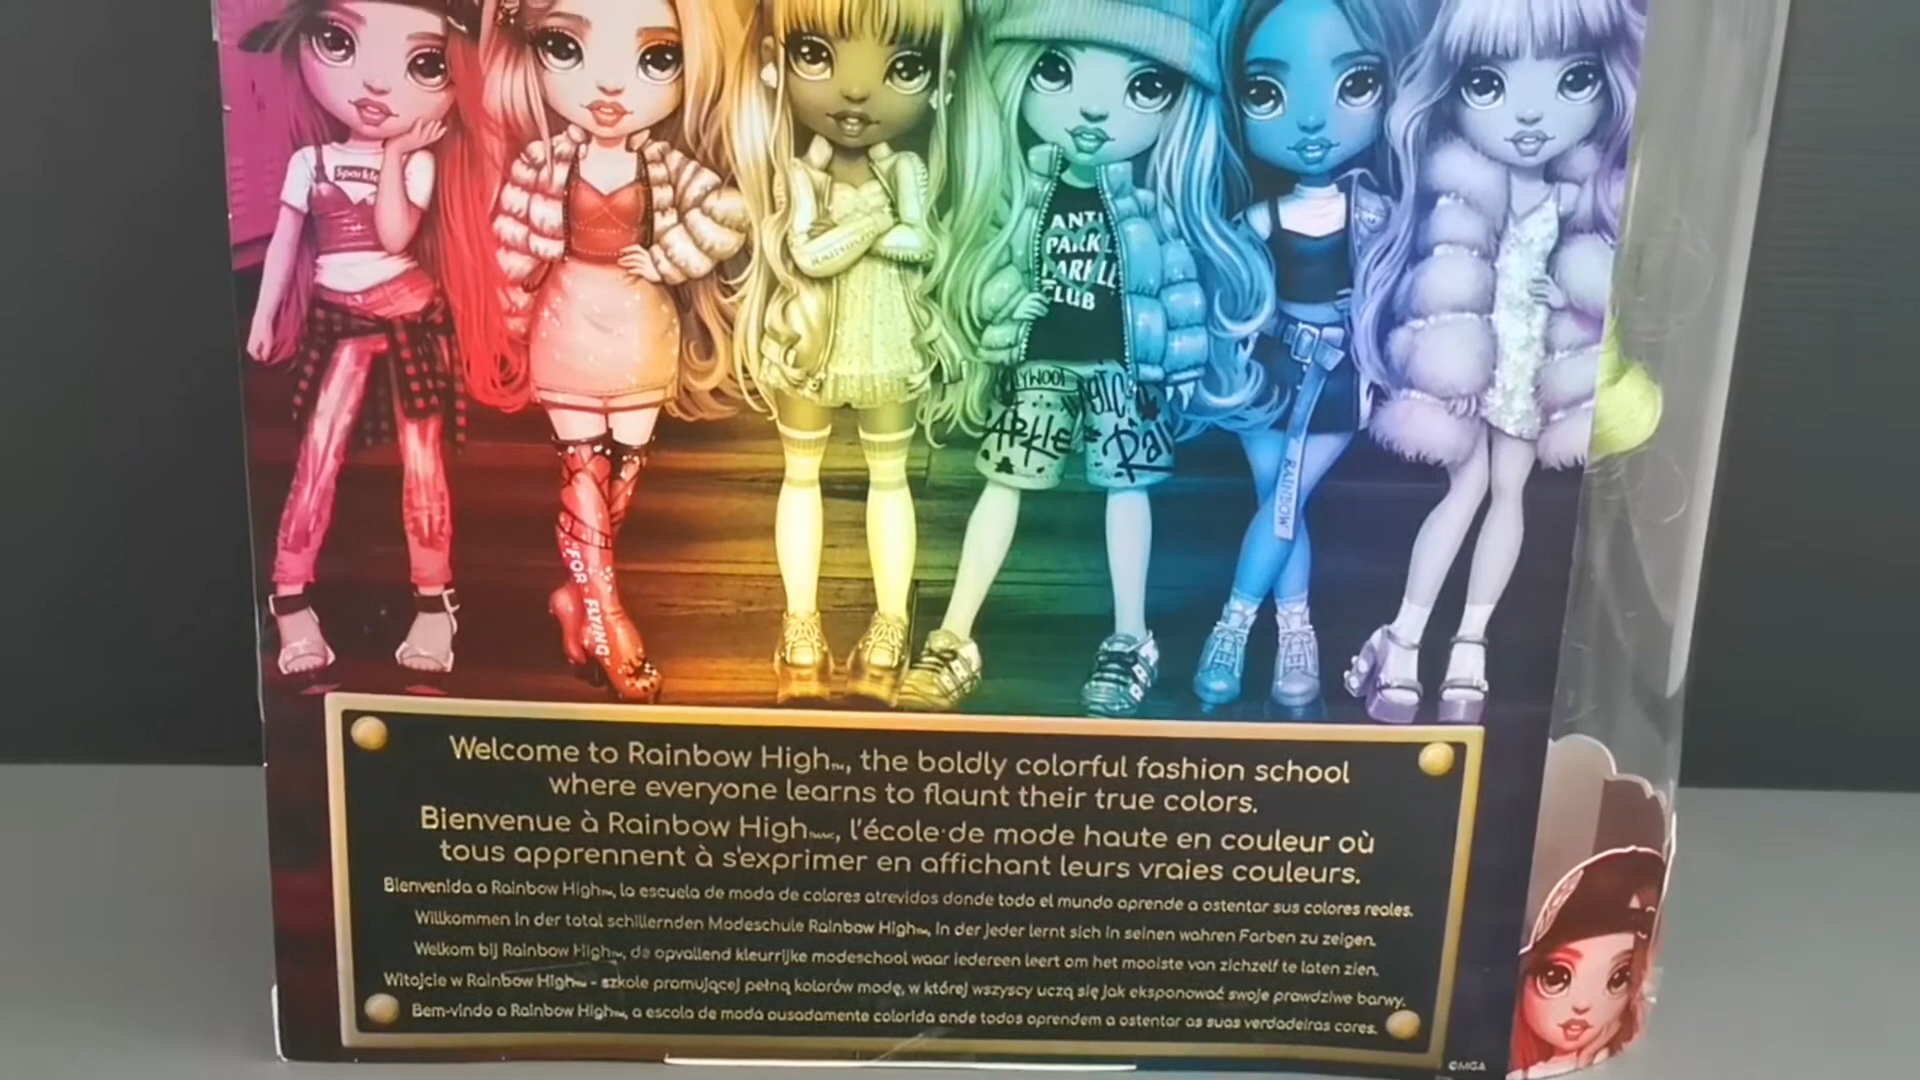 Sparkle
ANTI
CLUB
RAINBOW
FOR FLYING
Welcome to Rainbow High™, the boldly colorful fashion school
where everyone learns to flaunt their true colors.
Bienvenue à Rainbow High, l'école de mode haute en couleur où
tous apprennent à s'exprimer en affichant leurs vraies couleurs.
Bienvenida a Rainbow High™, la escuela de moda de colores atrevidos donde todo el mundo aprende a ostentar sus colores reales.
Willkommen in der total schillernden Modeschule Rainbow High™, in der jeder lernt sich in seinen wahren Farben zu zeigen.
Welkom bij Rainbow High™, de opvallend kleurrijke modeschool waar iedereen leert om het mooiste van zichzelf te laten zien.
Witajcie w Rainbow High™ - szkole promującej pełną kolorów modę, w której wszyscy uczą się jak eksponować swoje prawdziwe barwy.
Bem-vindo a Rainbow High™, a escola de moda ousadamente colorida onde todos aprendem a ostentar as suas verdadeiras cores.
©MGA